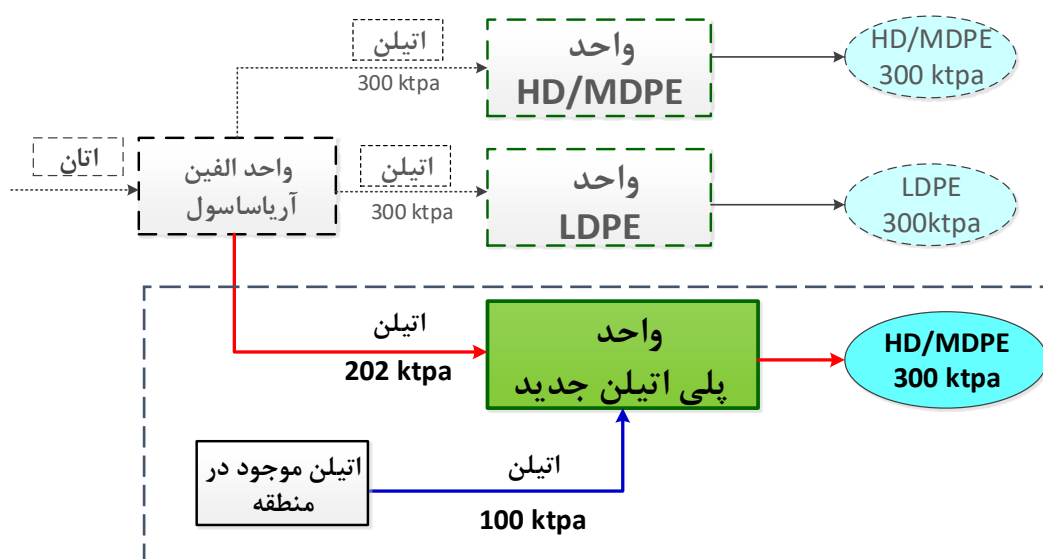 اتیلن
300 ktpa
واحد
HD/MDPE
HD/MDPE
300 ktpa
اتان
واحد الفین
آریاساسول
اتیلن
300 ktpa
واحد
LDPE
LDPE
300ktpa
اتیلن
202 ktpa
واحد
پلی اتیلن جدید
HD/MDPE
300 ktpa
اتیلن موجود در
منطقه
اتیلن
100 ktpa